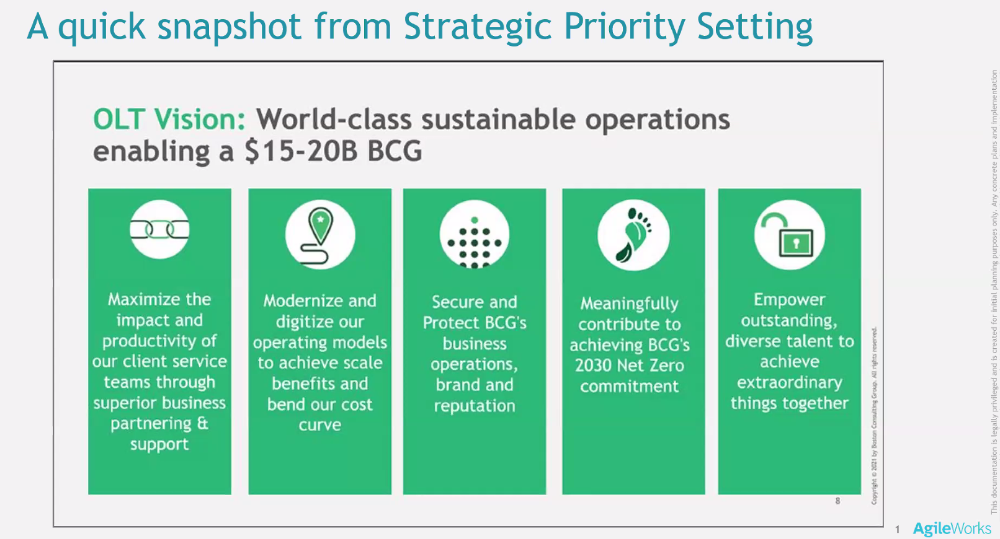 A quick snapshot from Strategic Priority Setting
OLT Vision: World-class sustainable operations
enabling a $15-20B BCG
Maximize the
impact and
productivity of
our client service
teams through
superior business
partnering &
support
Modernize and
digitize our
operating models
to achieve scale
benefits and
bend our cost
curve
Secure and
Protect BCG's
business
operations,
brand and
reputation
Meaningfully
contribute to
achieving BCG's
2030 Net Zero
commitment
Empower
outstanding,
diverse talent to
achieve
extraordinary
things together
8
Copyright © 2021 by Boston Consulting Group. All rights reserved.
This documentation is legally privileged and is created for initial planning purposes only. Any concrete plans and implementation
1
AgileWorks